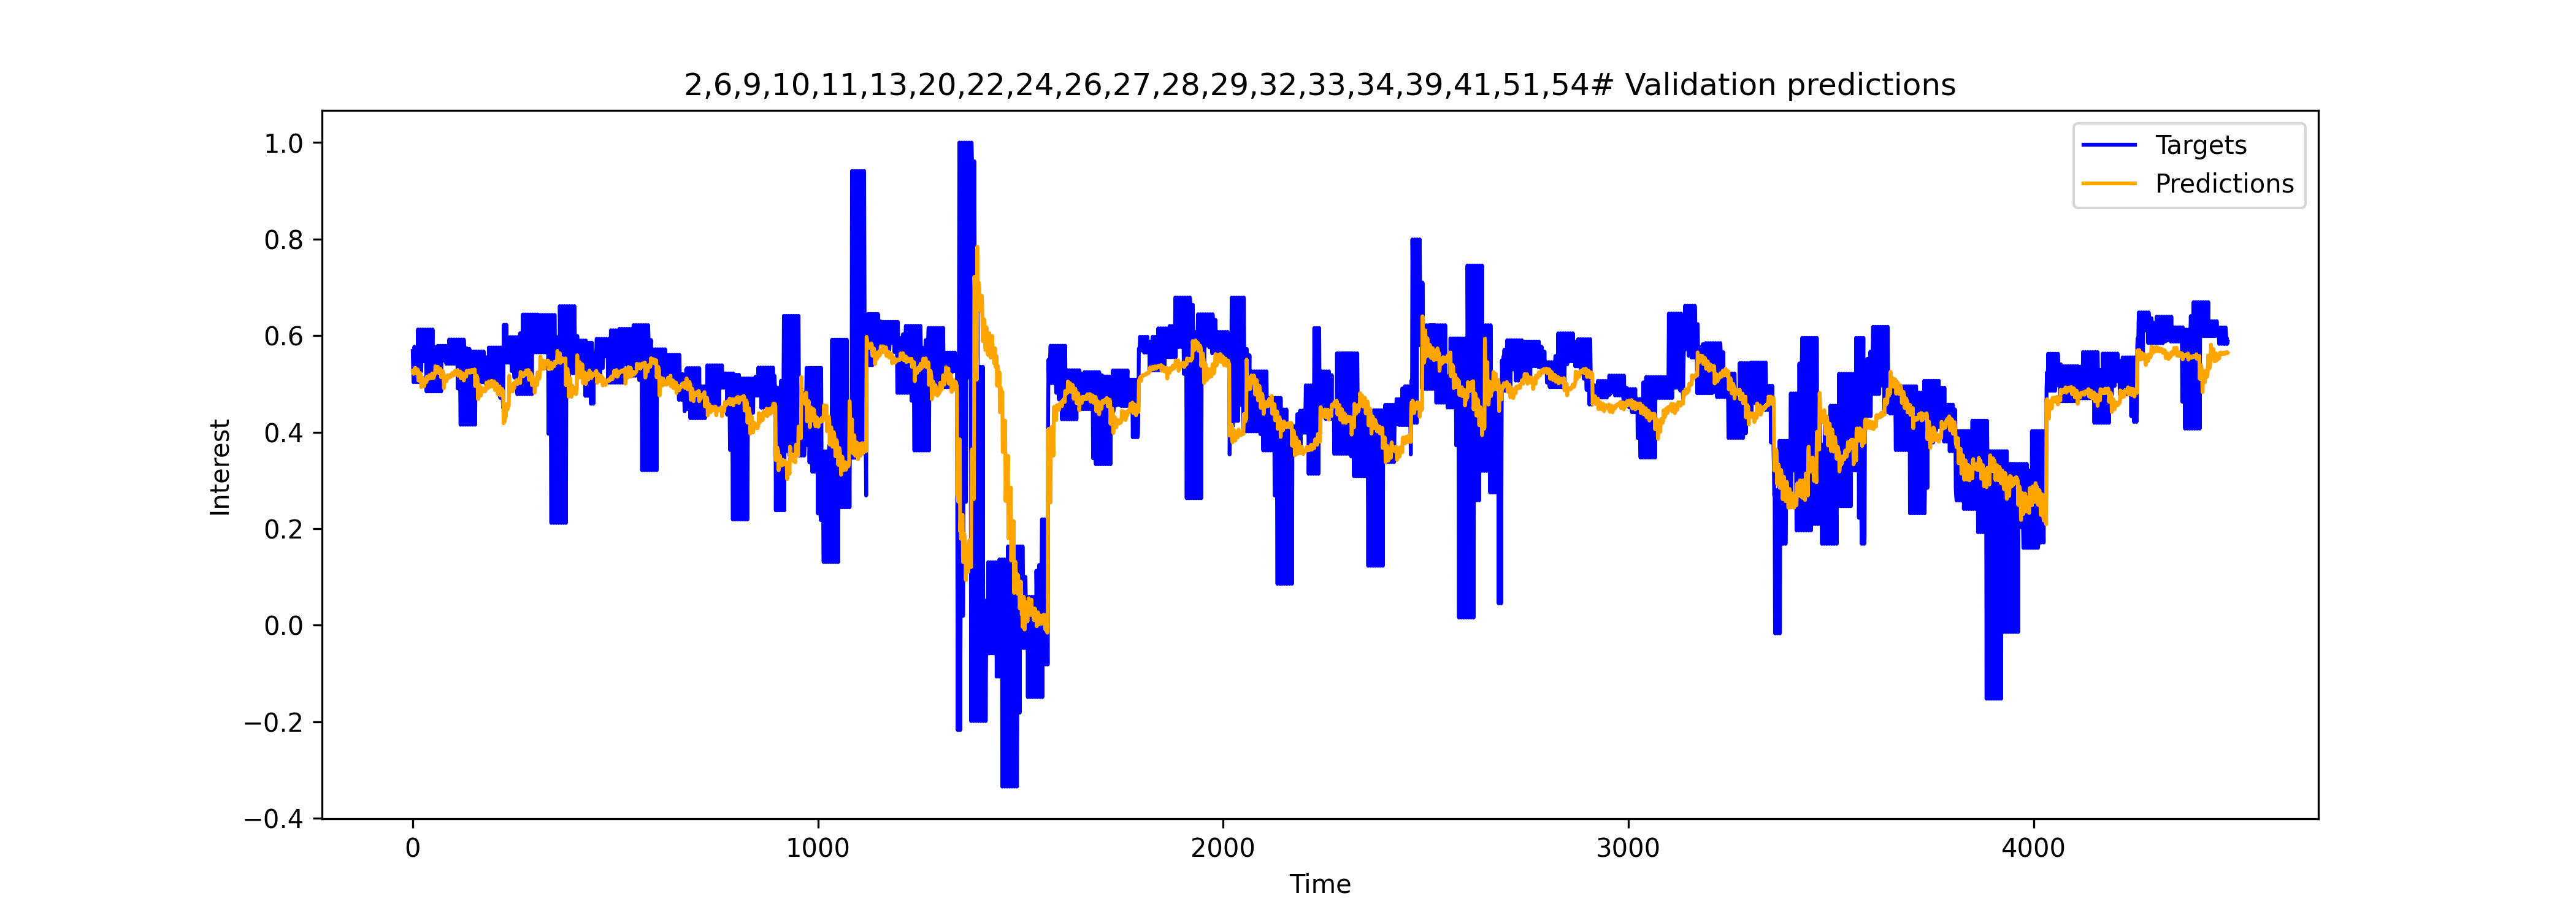 2,6,9,10,11,13,20,22,24,26,27,28,29,32,33,34,39,41,51,54# Validation predictions
Targets
Predictions
Interest
1.0
0.8
0.6
0.4
0.2
0.0
−0.2
−0.4
0
1000
2000
3000
4000
Time